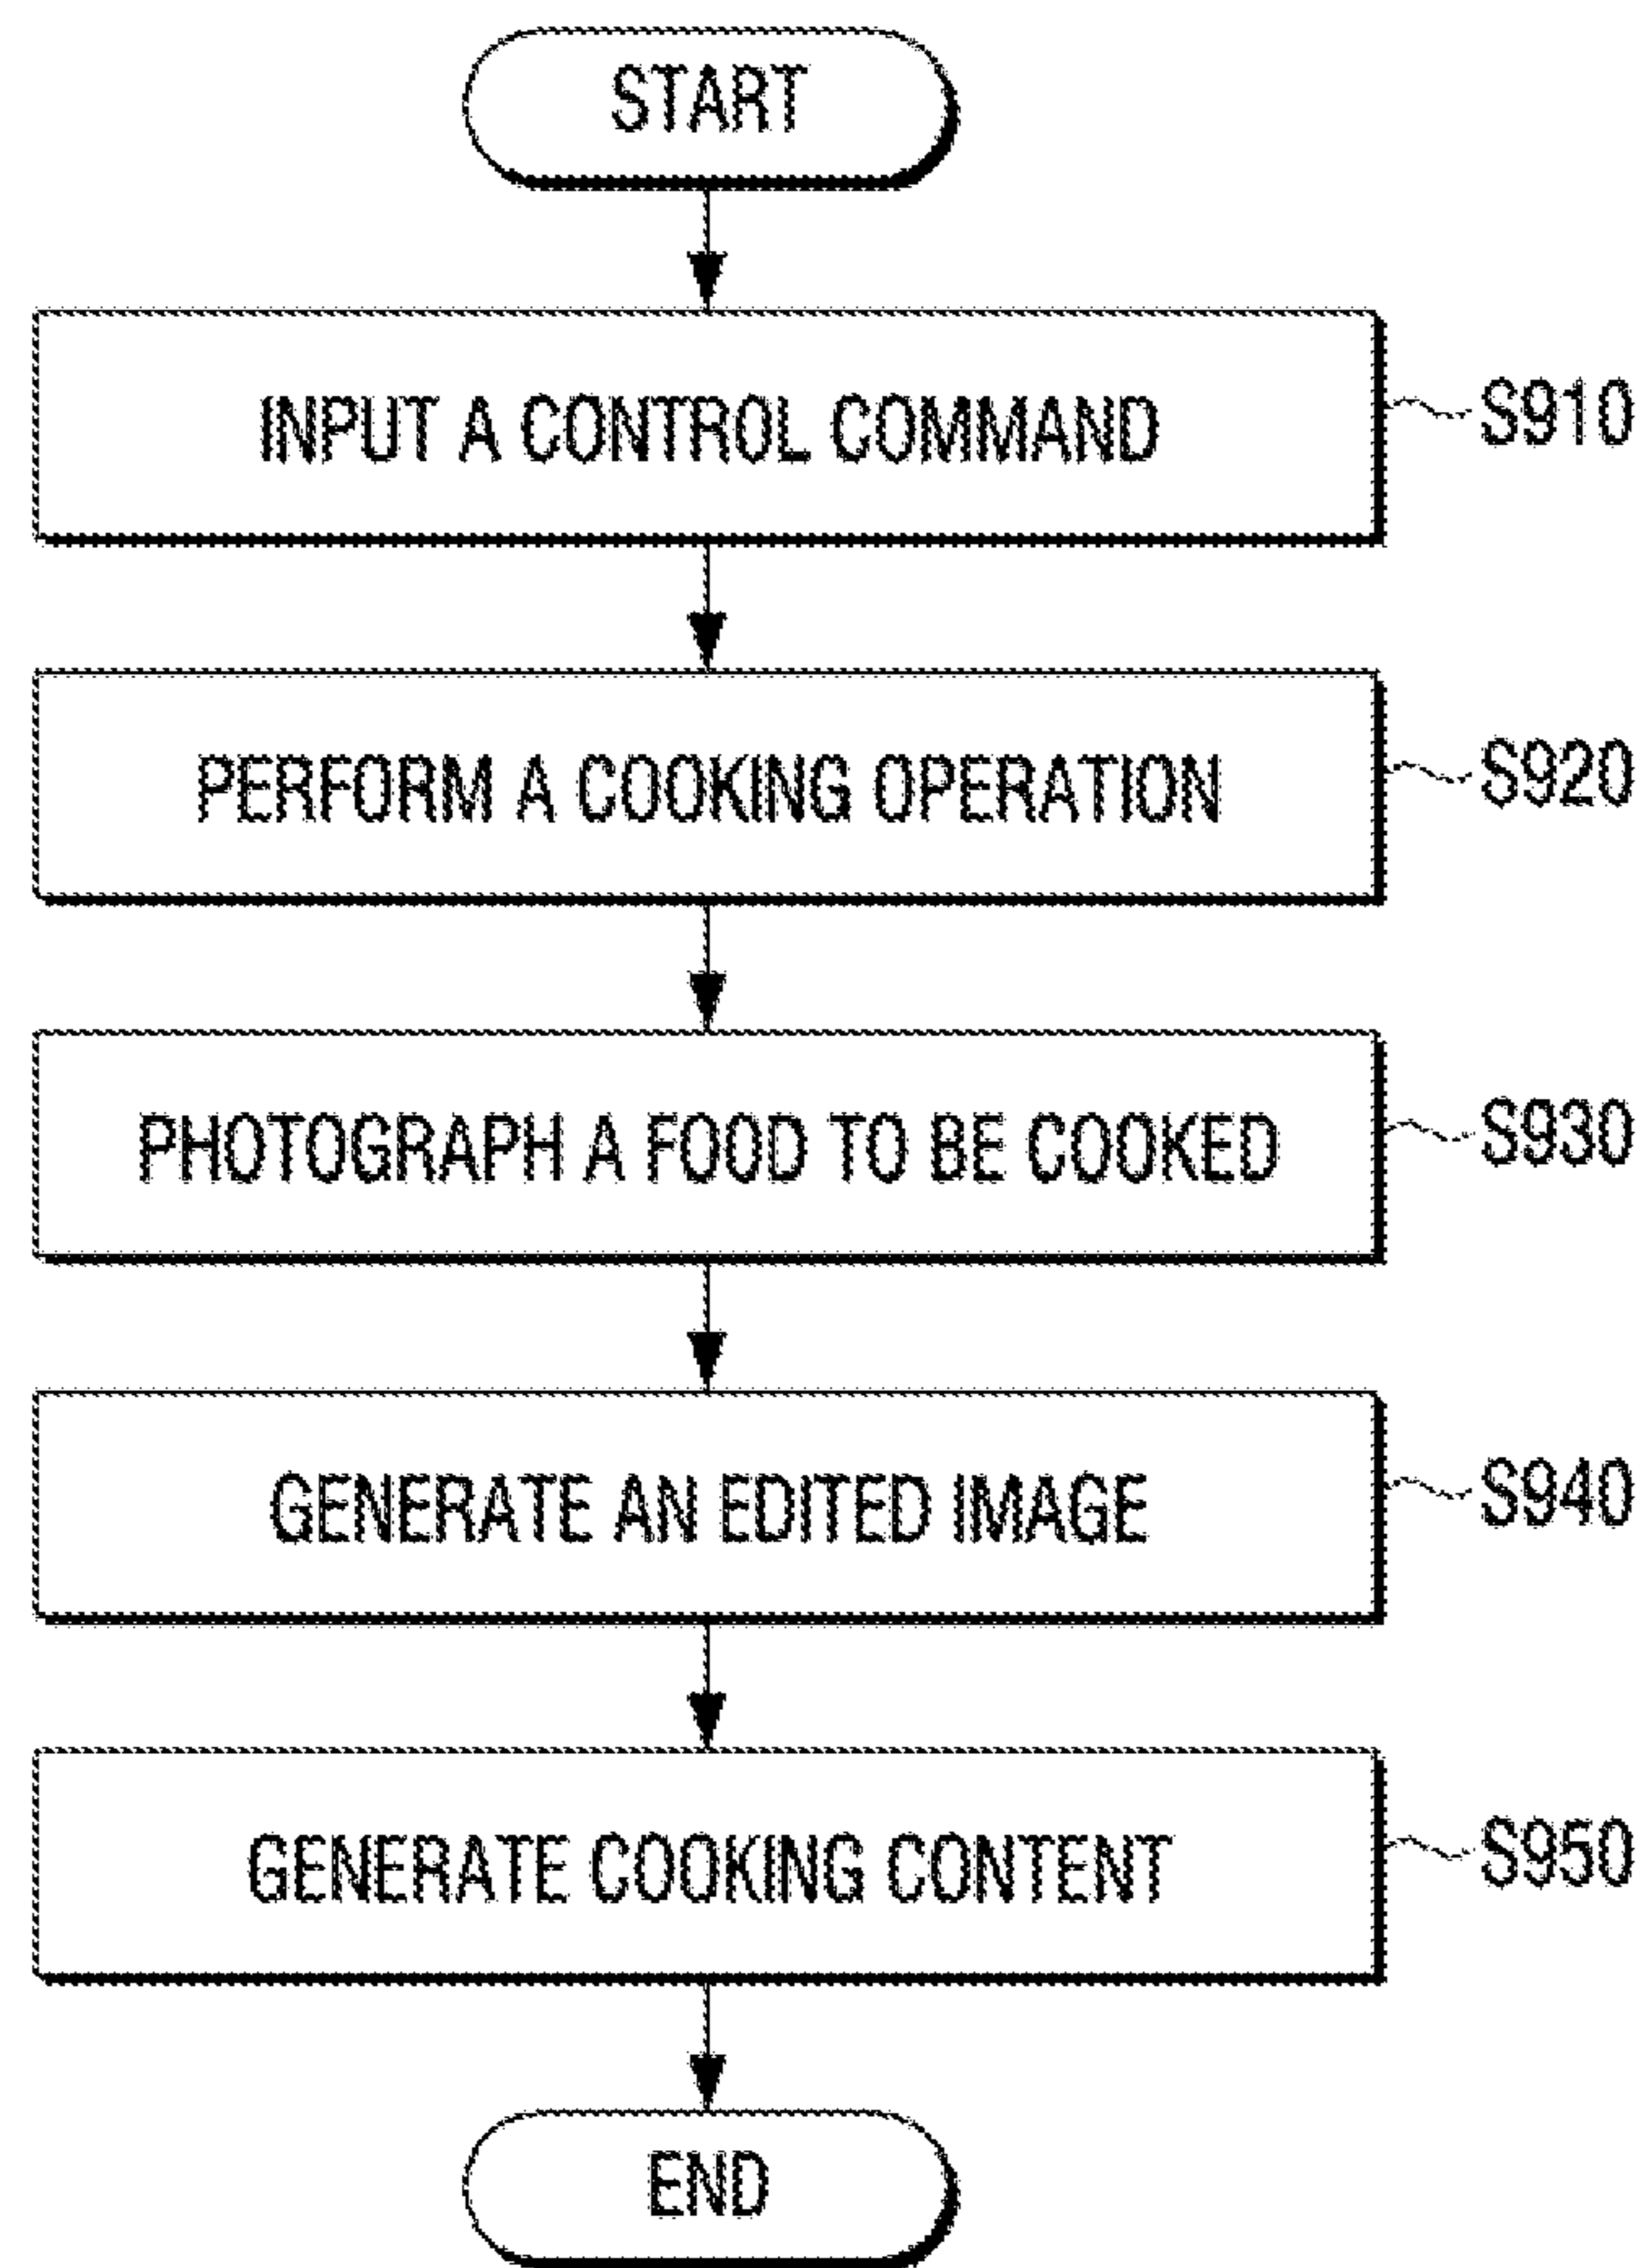 START
INPUT A CONTROL COMMAND
S910
PERFORM A COOKING OPERATION
S920
PHOTOGRAPH A FOOD TO BE COOKED
S930
GENERATE AN EDITED IMAGE
S940
GENERATE COOKING CONTENT
S950
END